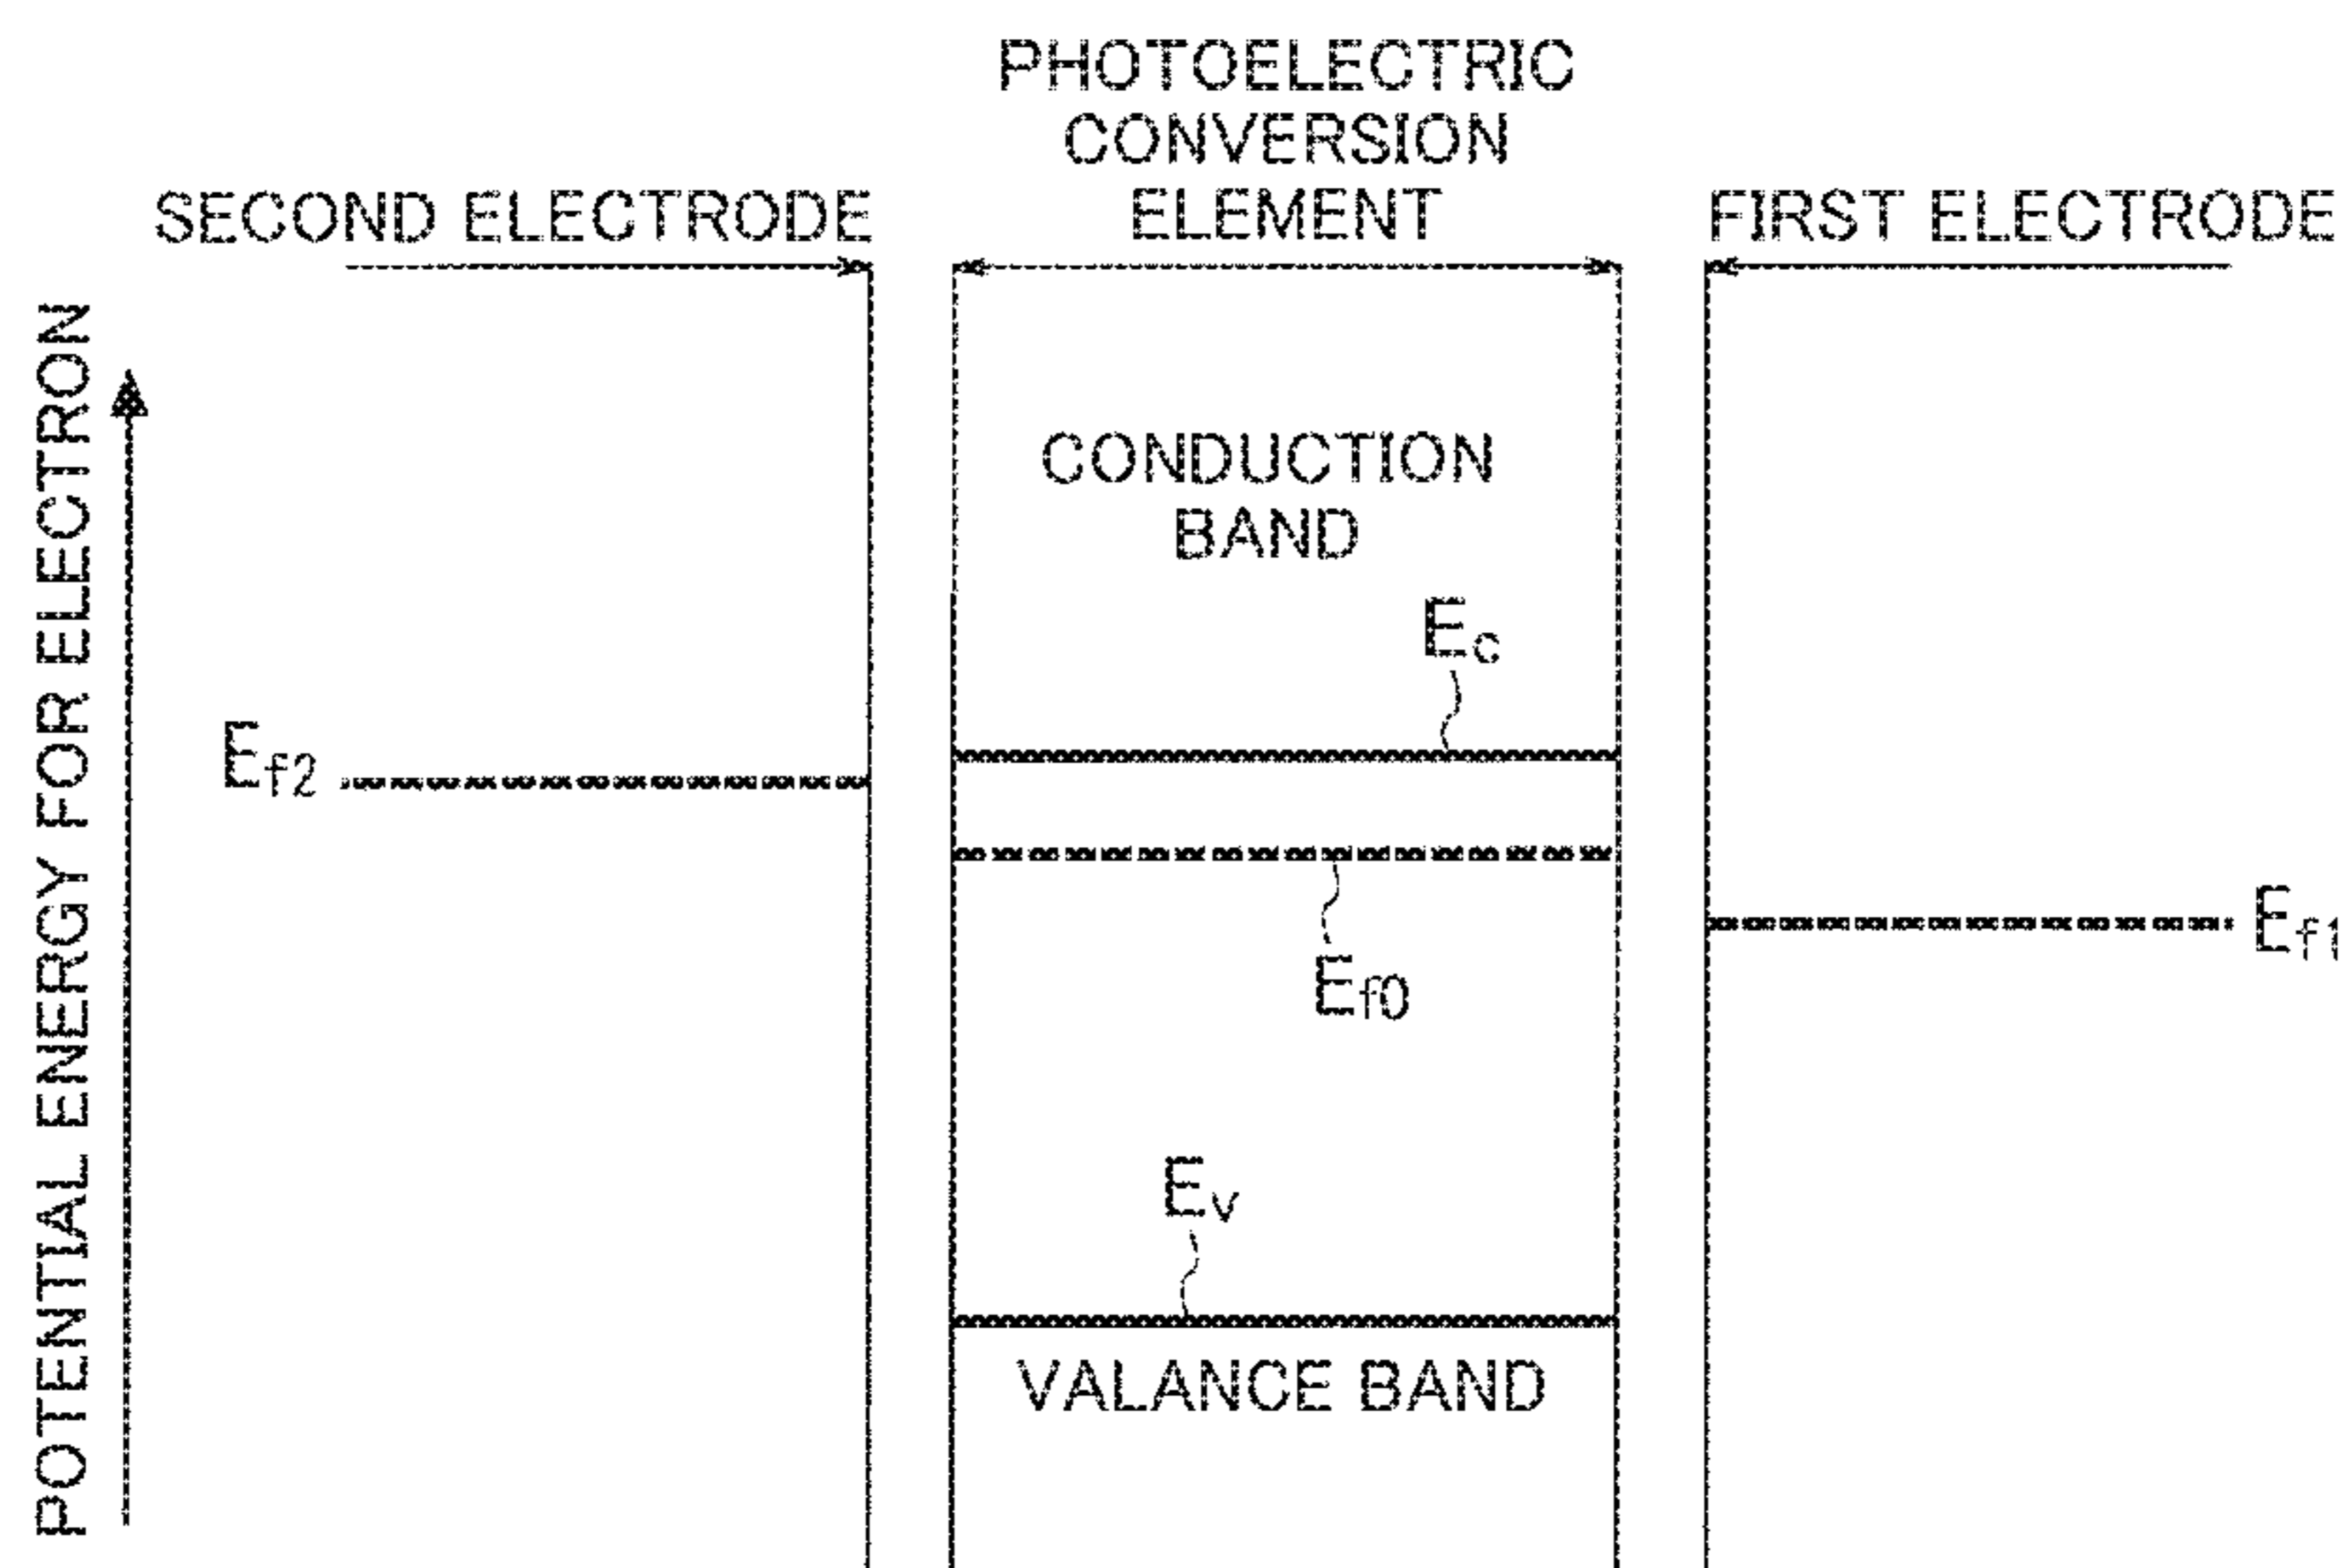 PHOTOELECTRIC
CONVERSION
ELEMENT
SECOND ELECTRODE
FIRST ELECTRODE
POTENTIAL ENERGY FOR ELECTRON
CONDUCTION
BAND
Ec
Ef2
Ef0
Ef1
Ev
VALANCE BAND